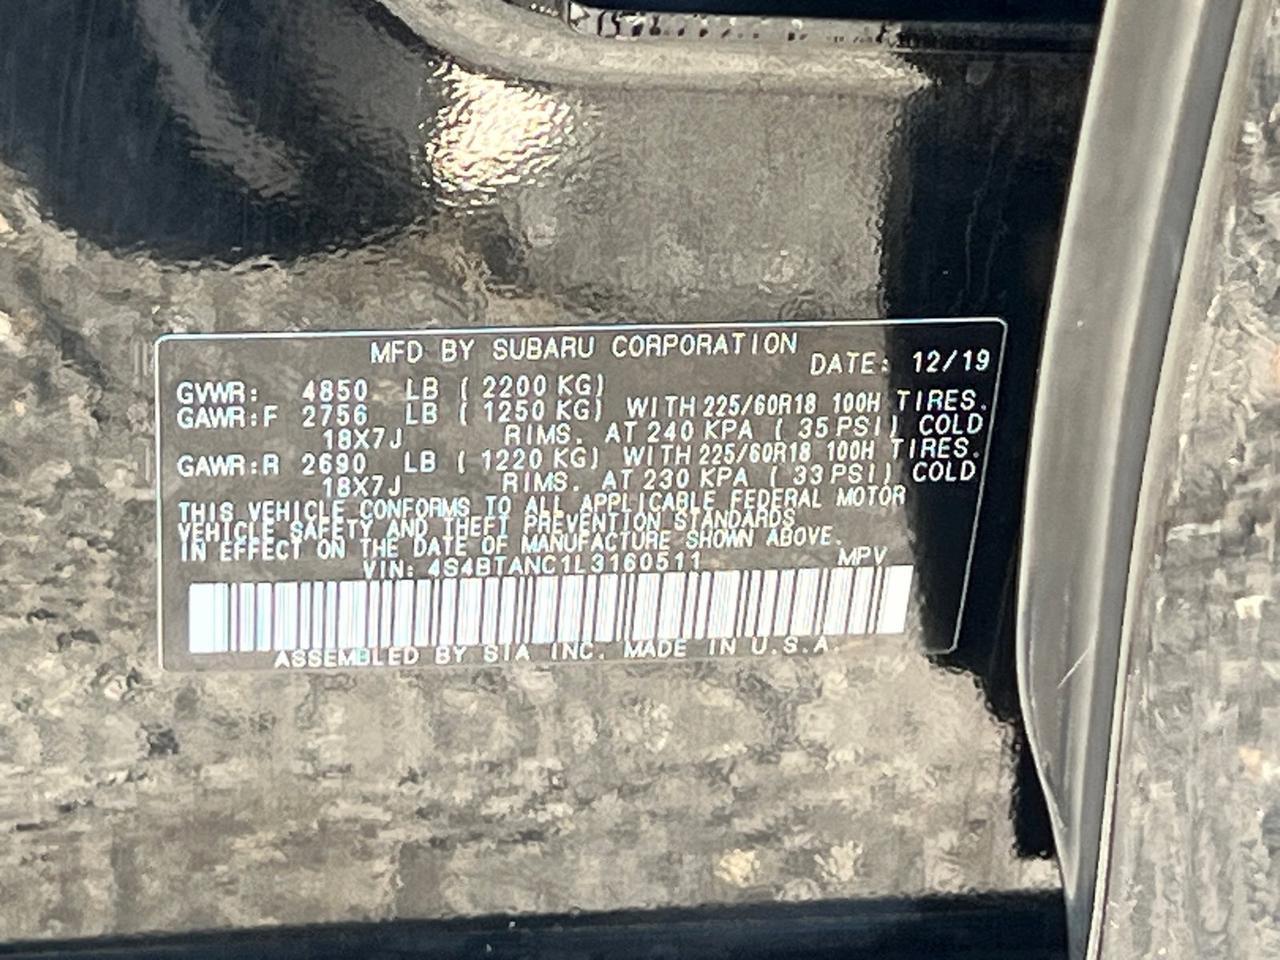 MFD BY SUBARU CORPORATION
DATE: 12/19
GVWR: 4850 LB ( 2200 KG)
GAWR:F 2756 LB ( 1250 KG) WITH 225/60R18 100H TIRES.
18X7J RIMS. AT 240 KPA ( 35 PSI) COLD
GAWR:R 2690 LB ( 1220 KG) WITH 225/60R18 100H TIRES.
18X7J RIMS. AT 230 KPA ( 33 PSI) COLD
THIS VEHICLE CONFORMS TO ALL APPLICABLE FEDERAL MOTOR
VEHICLE SAFETY AND THEFT PREVENTION STANDARDS
IN EFFECT ON THE DATE OF MANUFACTURE SHOWN ABOVE.
VIN: 4S4BTANC1L3160511 MPV
ASSEMBLED BY SIA INC. MADE IN U.S.A.